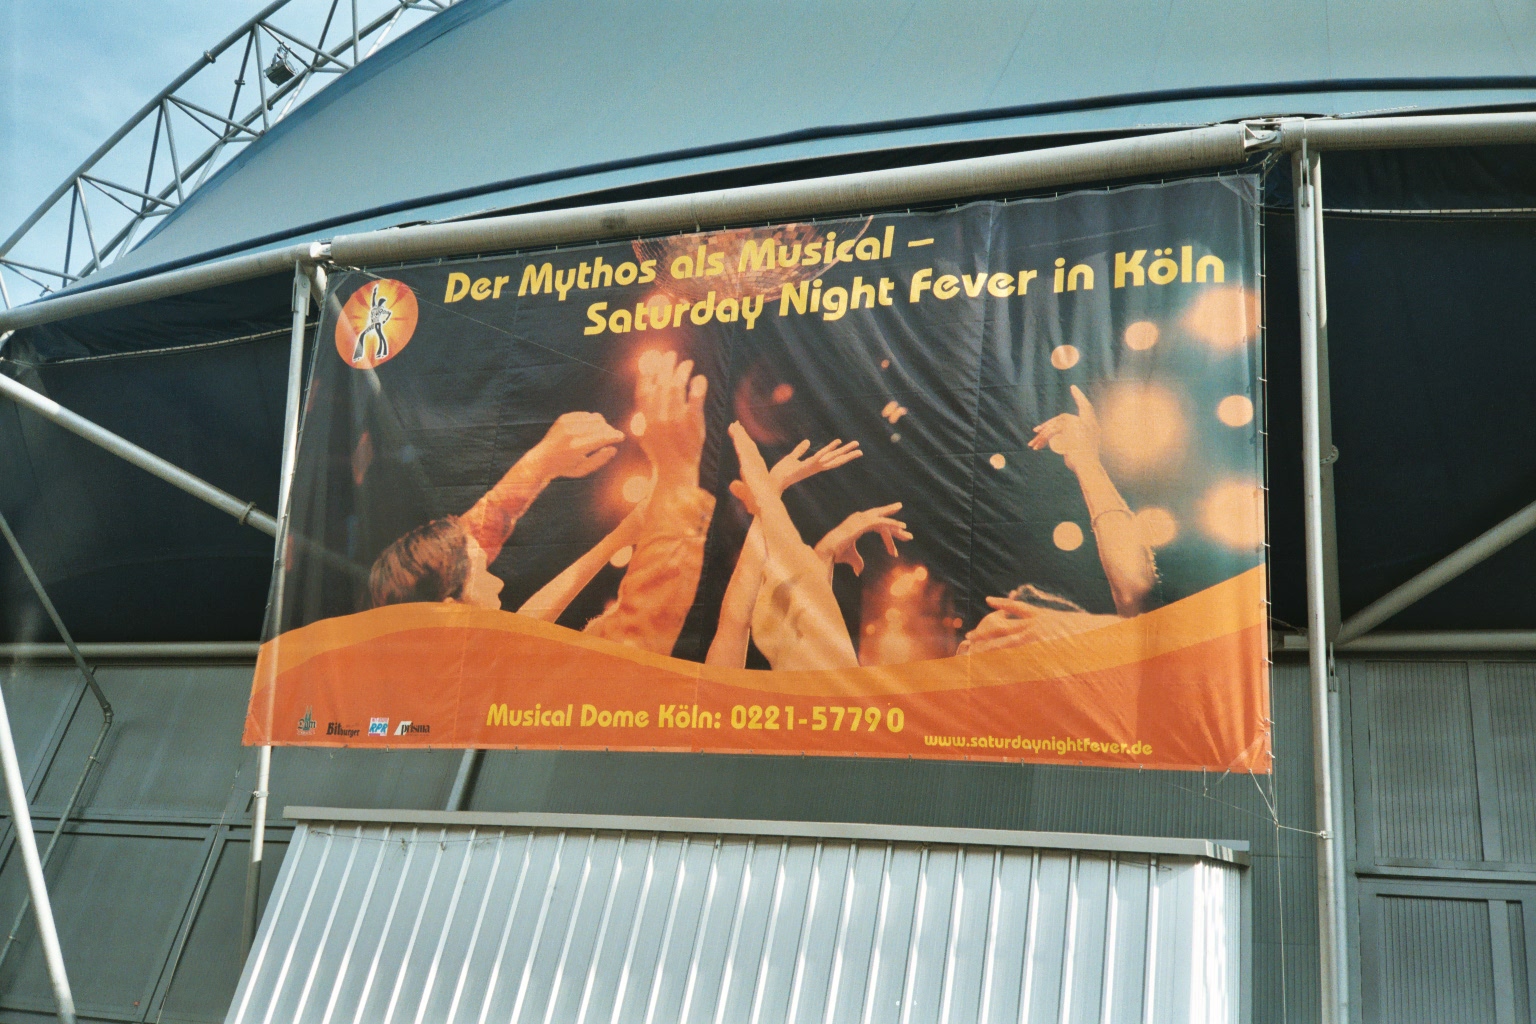 Der Mythos als Musical –
Saturday Night Fever in Köln
Musical Dome Köln: 0221-57790
www.saturdaynightfever.de
Bitburger
RPR
prisma